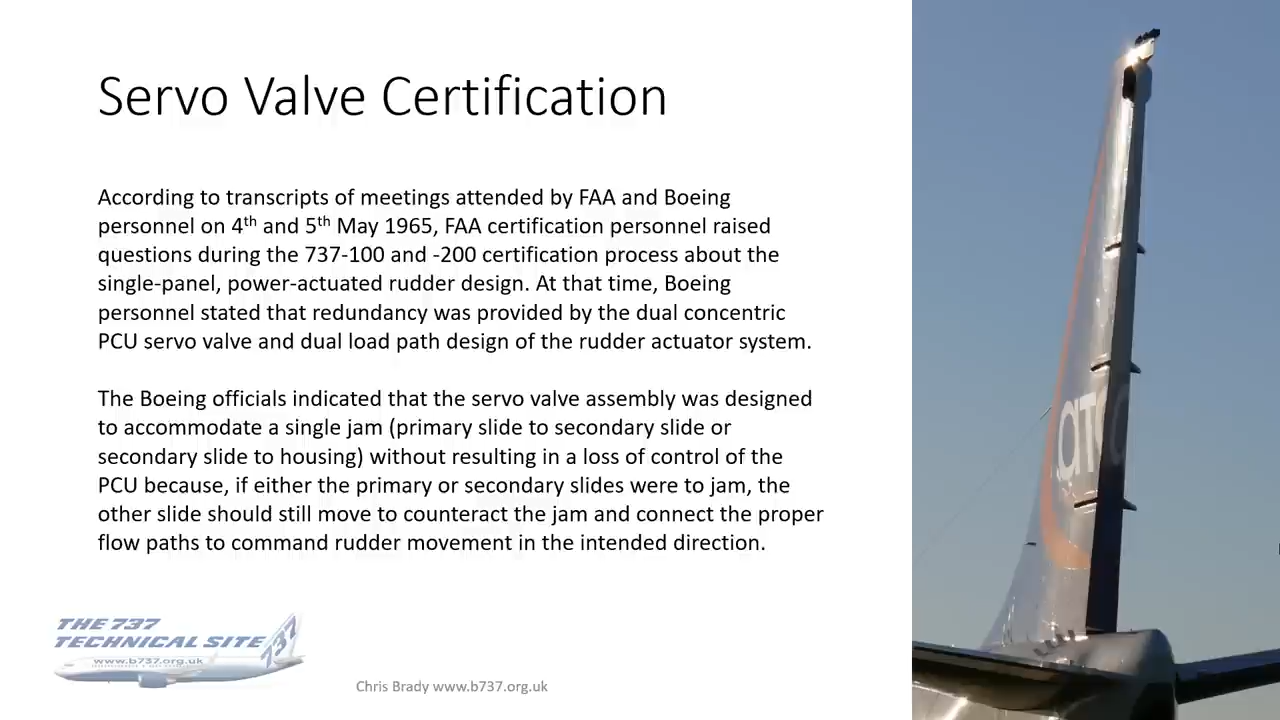 Servo Valve Certification
According to transcripts of meetings attended by FAA and Boeing
personnel on 4th and 5th May 1965, FAA certification personnel raised
questions during the 737-100 and -200 certification process about the
single-panel, power-actuated rudder design. At that time, Boeing
personnel stated that redundancy was provided by the dual concentric
PCU servo valve and dual load path design of the rudder actuator system.
The Boeing officials indicated that the servo valve assembly was designed
to accommodate a single jam (primary slide to secondary slide or
secondary slide to housing) without resulting in a loss of control of the
PCU because, if either the primary or secondary slides were to jam, the
other slide should still move to counteract the jam and connect the proper
flow paths to command rudder movement in the intended direction.
THE 737
TECHNICAL SITE
737
www.b737.org.uk
Chris Brady www.b737.org.uk